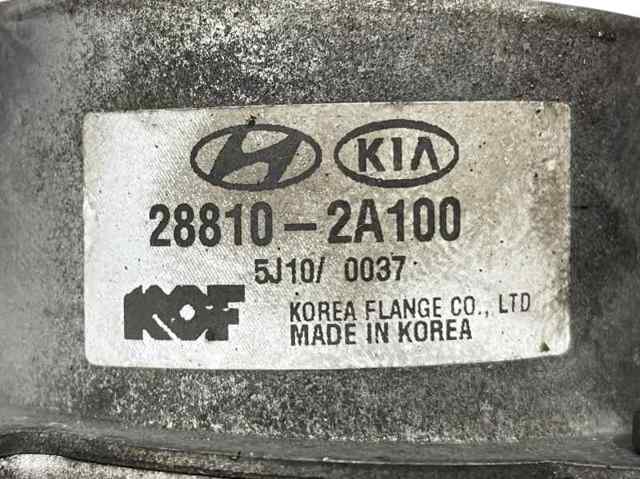 KIA
28810-2A100
5J10/ 0037
KOF KOREA FLANGE CO., LTD
MADE IN KOREA